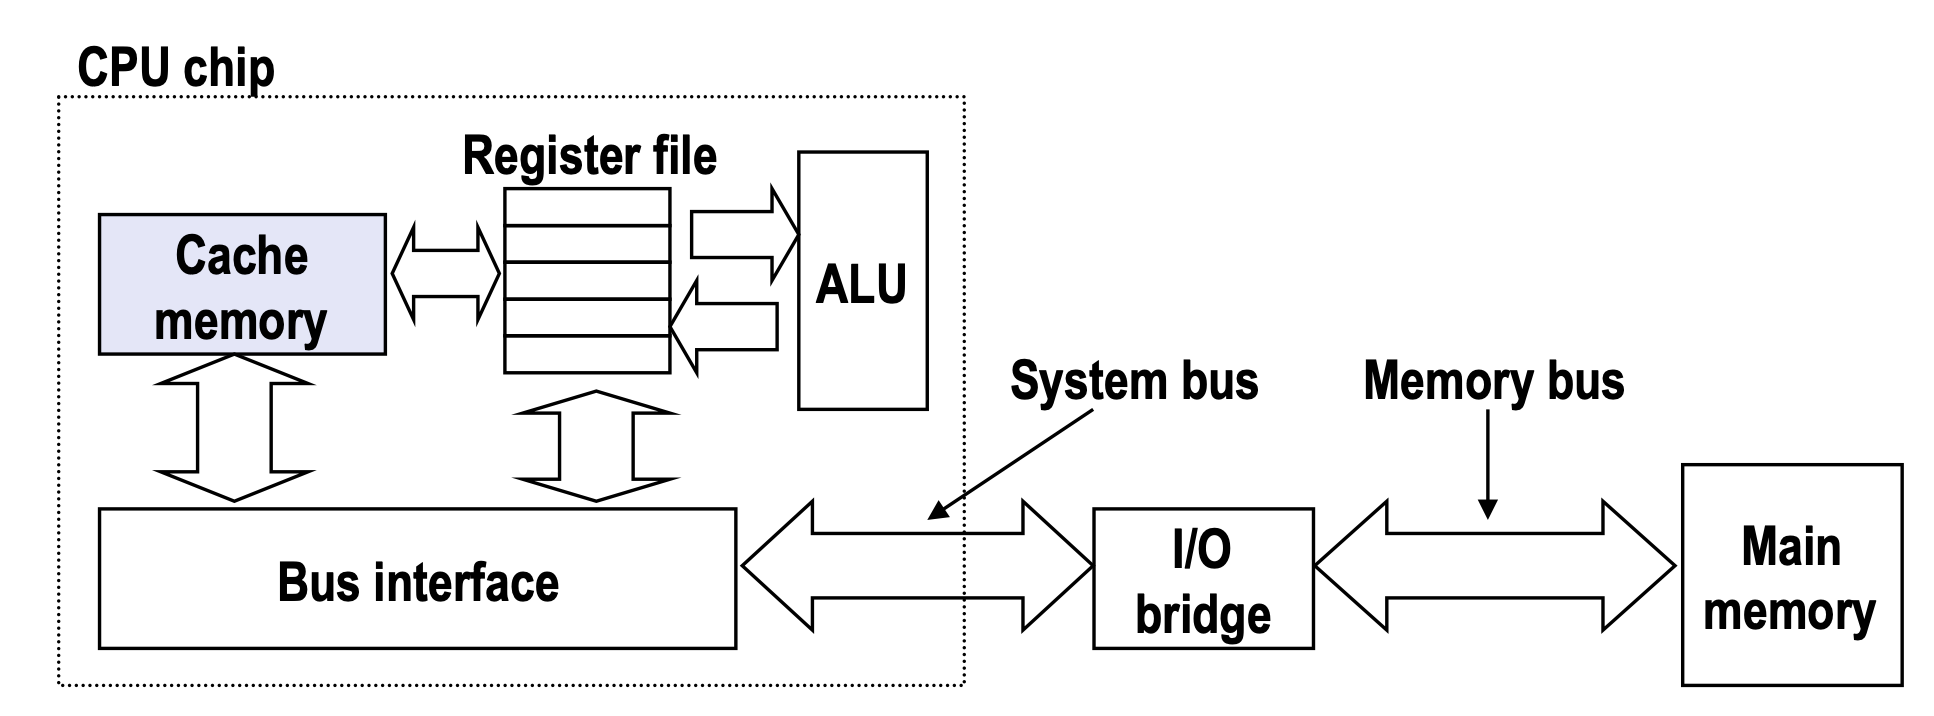 CPU chip
Register file
Cache
memory
ALU
System bus
Memory bus
Bus interface
I/O
bridge
Main
memory